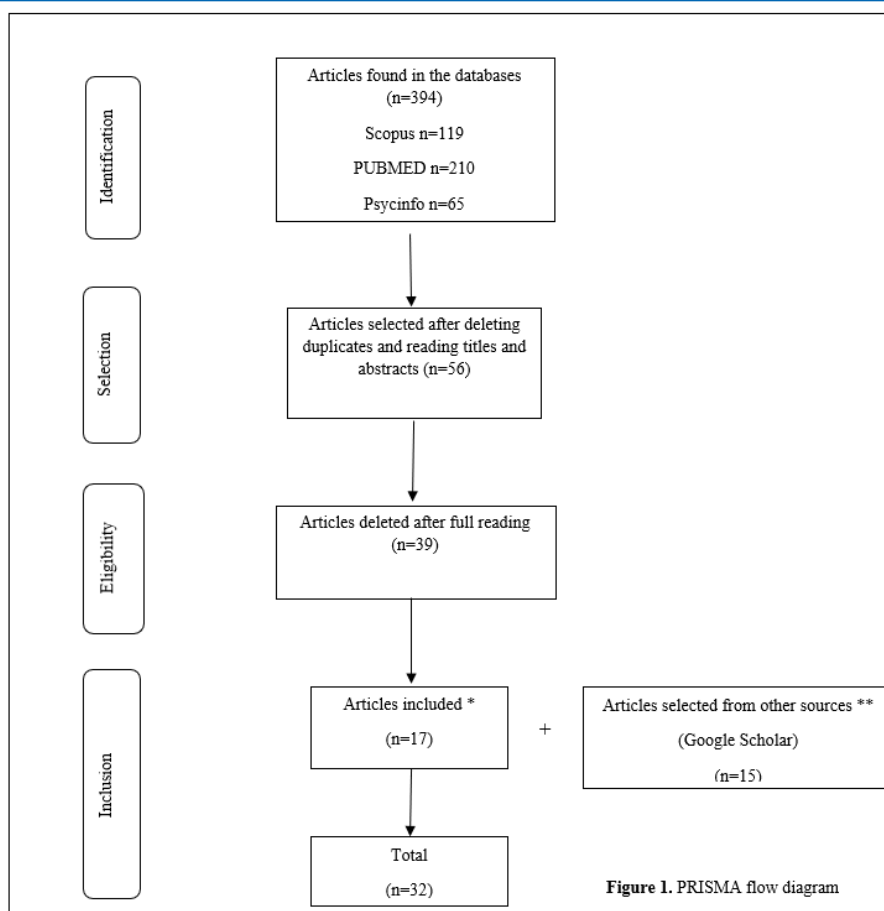 Identification
Articles found in the databases
(n=394)
Scopus n=119
PUBMED n=210
Psycinfo n=65
Selection
Articles selected after deleting
duplicates and reading titles and
abstracts (n=56)
Eligibility
Articles deleted after full reading
(n=39)
Inclusion
Articles included *
(n=17)
+
Articles selected from other sources **
(Google Scholar)
(n=15)
Total
(n=32)
Figure 1. PRISMA flow diagram